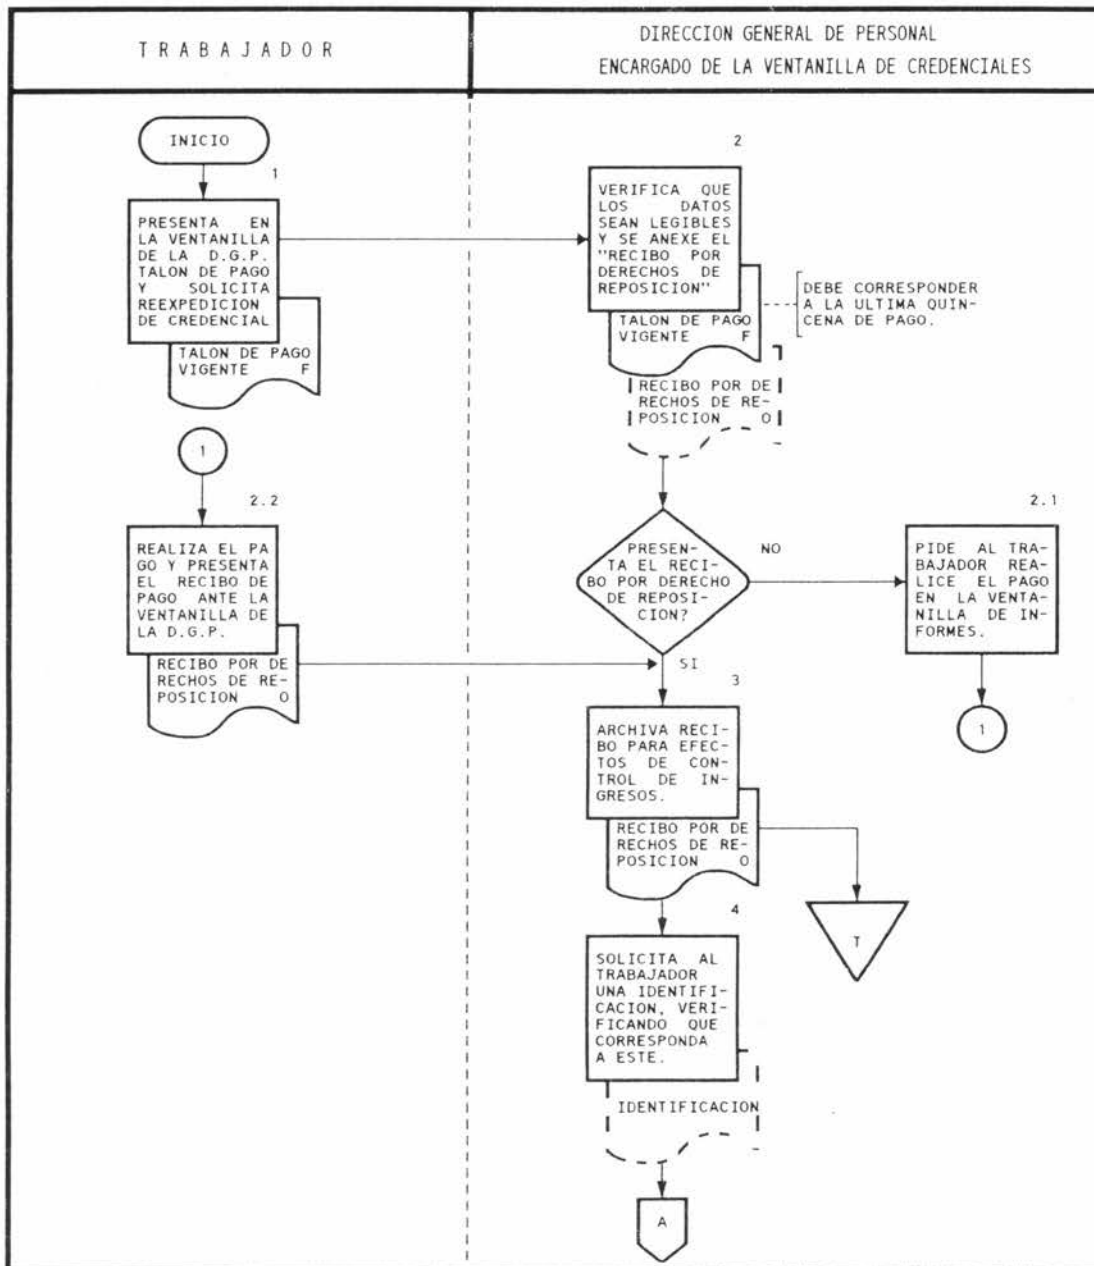 T R A B A J A D O R
DIRECCION GENERAL DE PERSONAL
ENCARGADO DE LA VENTANILLA DE CREDENCIALES
INICIO
1
PRESENTA EN
LA VENTANILLA
DE LA D.G.P.
TALON DE PAGO
Y SOLICITA
REEXPEDICION
DE CREDENCIAL
TALON DE PAGO
VIGENTE F
2
VERIFICA QUE
LOS DATOS
SEAN LEGIBLES
Y SE ANEXE EL
"RECIBO POR
DERECHOS DE
REPOSICION"
TALON DE PAGO
VIGENTE F
DEBE CORRESPONDER
A LA ULTIMA QUIN-
CENA DE PAGO.
RECIBO POR DE
RECHOS DE RE-
POSICION O
1
2.2
REALIZA EL PA
GO Y PRESENTA
EL RECIBO DE
PAGO ANTE LA
VENTANILLA DE
LA D.G.P.
RECIBO POR DE
RECHOS DE RE-
POSICION O
PRESEN-
TA EL RECI-
BO POR DERECHO
DE REPOSI-
CION?
NO
SI
2.1
PIDE AL TRA-
BAJADOR REA-
LICE EL PAGO
EN LA VENTA-
NILLA DE IN-
FORMES.
1
3
ARCHIVA RECI-
BO PARA EFEC-
TOS DE CON-
TROL DE IN-
GRESOS.
RECIBO POR DE
RECHOS DE RE-
POSICION O
T
4
SOLICITA AL
TRABAJADOR
UNA IDENTIFI-
CACION, VERI-
FICANDO QUE
CORRESPONDA
A ESTE.
IDENTIFICACION
A